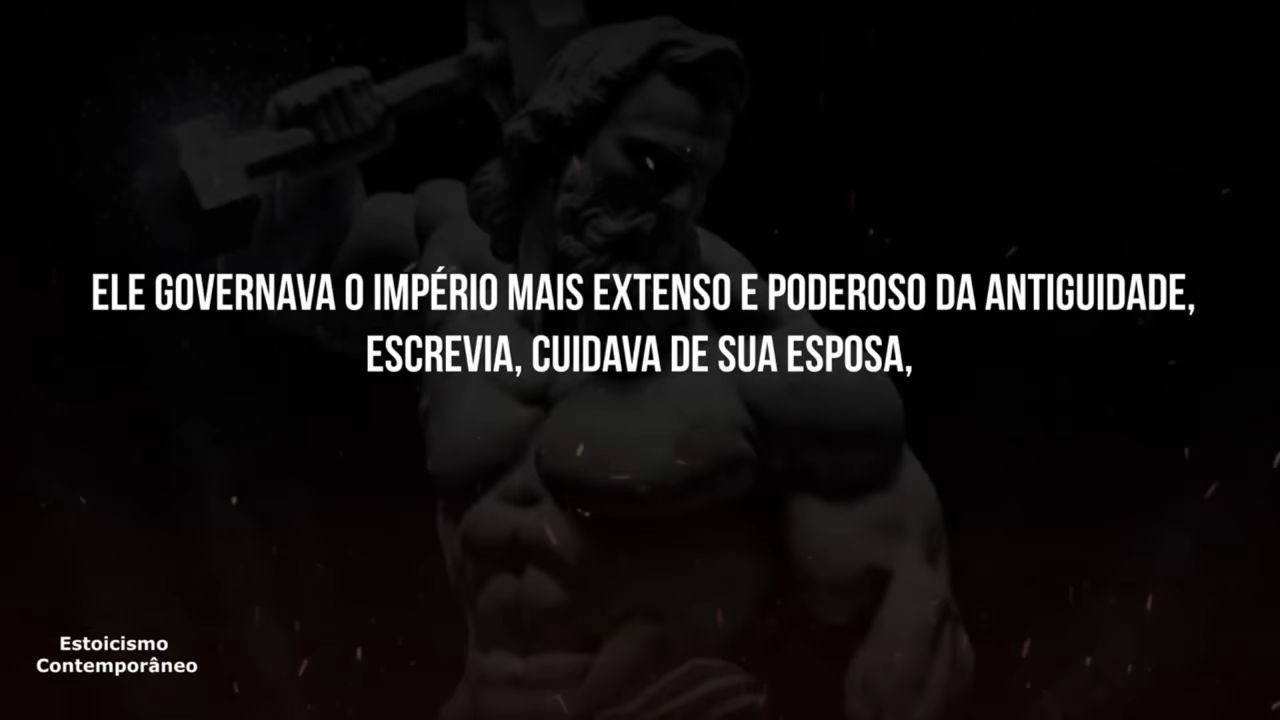 ELE GOVERNAVA O IMPÉRIO MAIS EXTENSO E PODEROSO DA ANTIGUIDADE,
ESCREVIA, CUIDAVA DE SUA ESPOSA,
Estoicismo
Contemporâneo